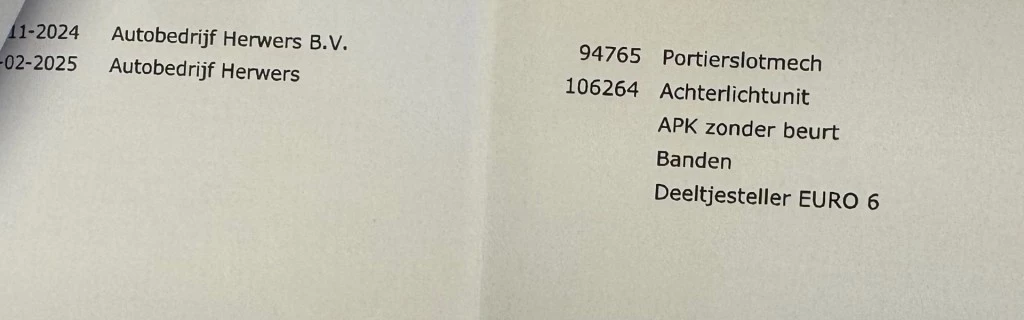 11-2024 Autobedrijf Herwers B.V. 94765 Portierslotmech
-02-2025 Autobedrijf Herwers 106264 Achterlichtunit
APK zonder beurt
Banden
Deeltjesteller EURO 6